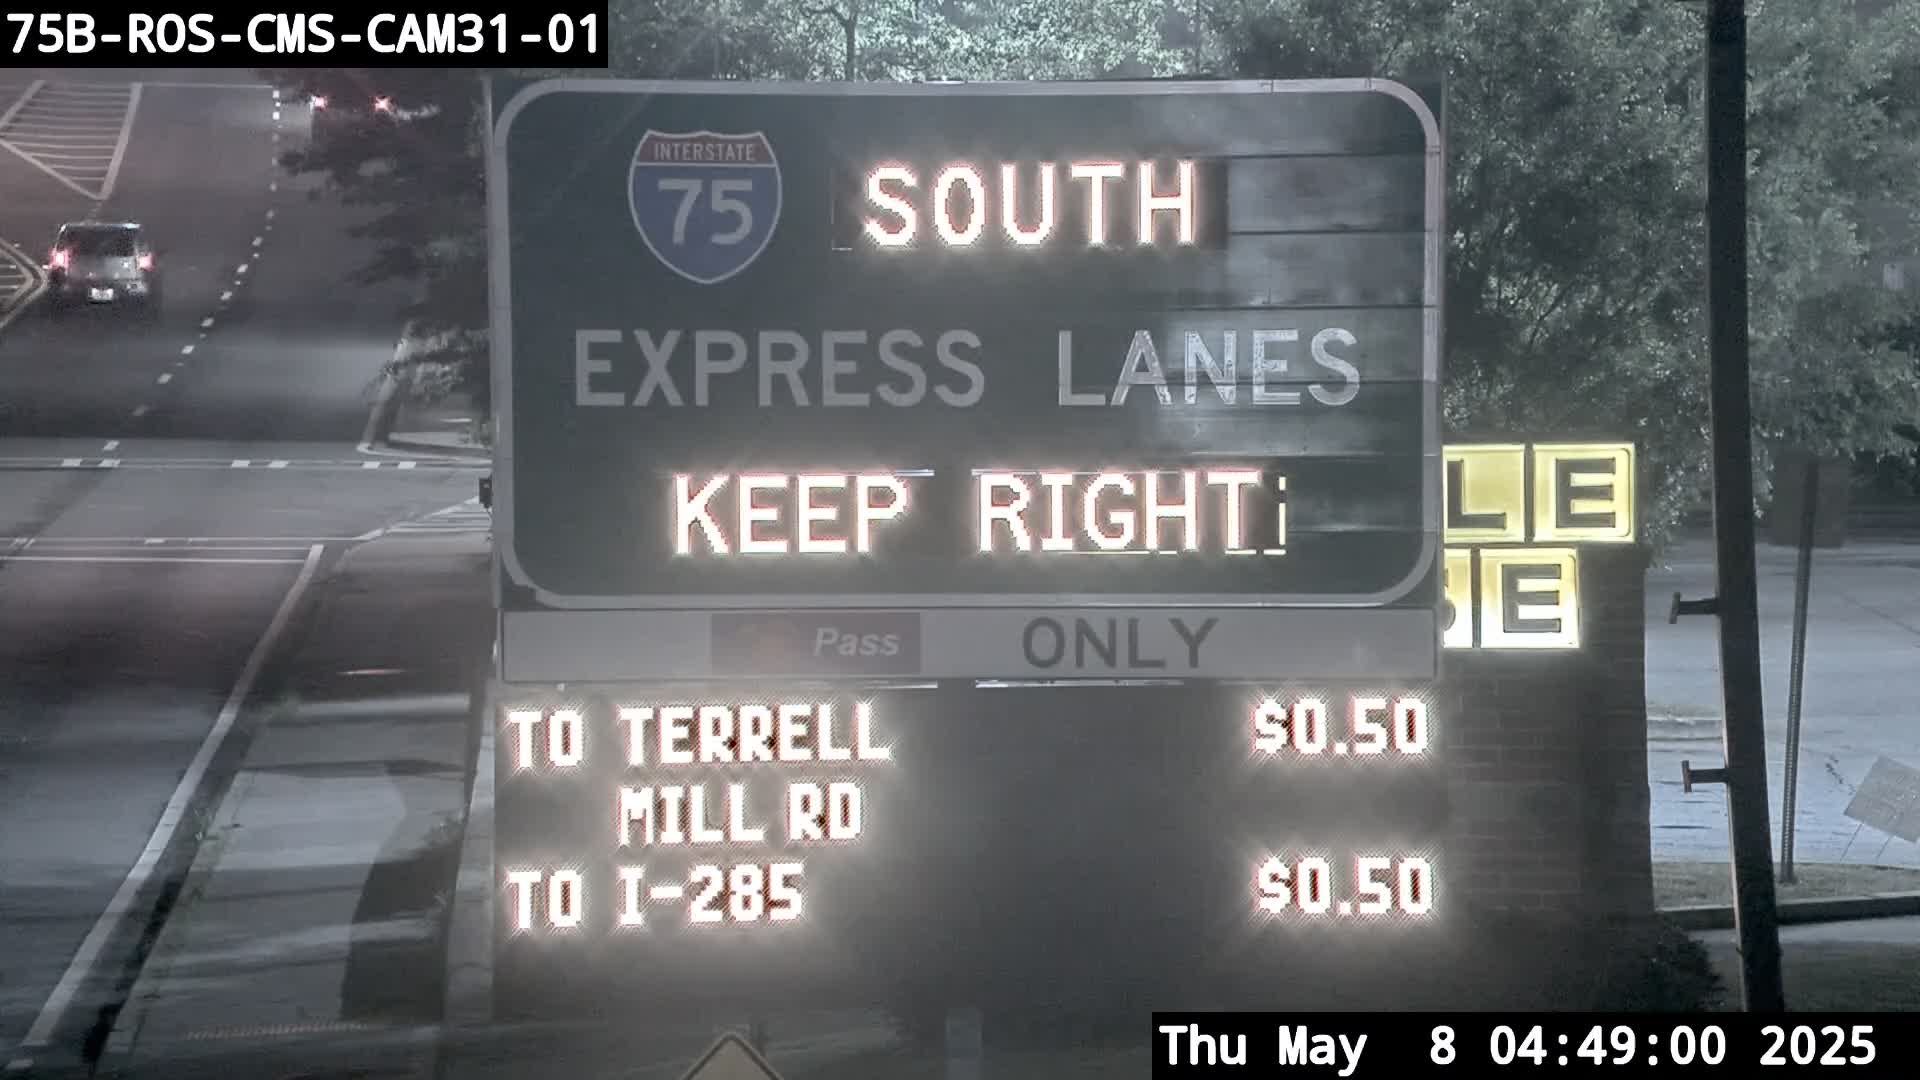 75B-ROS-CMS-CAM31-01
INTERSTATE
75
SOUTH
EXPRESS LANES
KEEP RIGHT
LE
E
Pass ONLY
TO TERRELL $0.50
MILL RD
TO I-285 $0.50
Thu May 8 04:49:00 2025